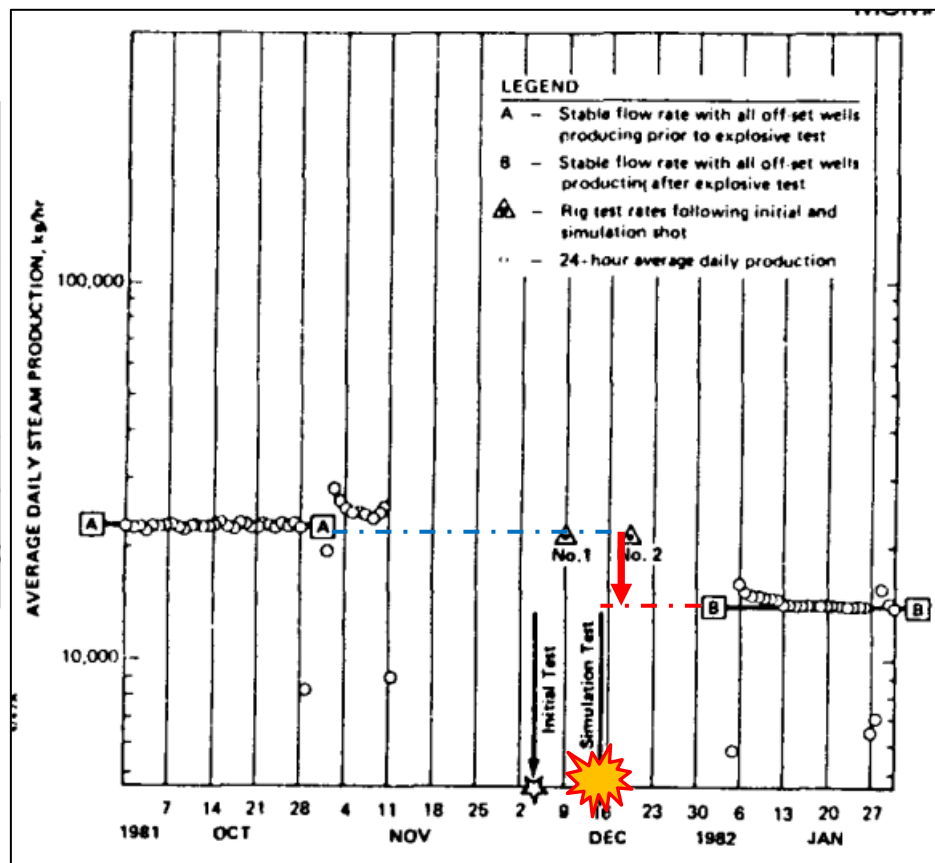 LEGEND
A – Stable flow rate with all off-set wells
producing prior to explosive test
B – Stable flow rate with all off-set wells
producting after explosive test
– Rig test rates following initial and
simulation shot
– 24-hour average daily production
AVERAGE DAILY STEAM PRODUCTION, kg/hr
100,000
10,000
A
A
No.1
No. 2
B
B
Initial Test
Simulation Test
7 14 21 28 4 11 18 25 2 9 16 23 30 6 13 20 27
1981 OCT NOV DEC 1982 JAN